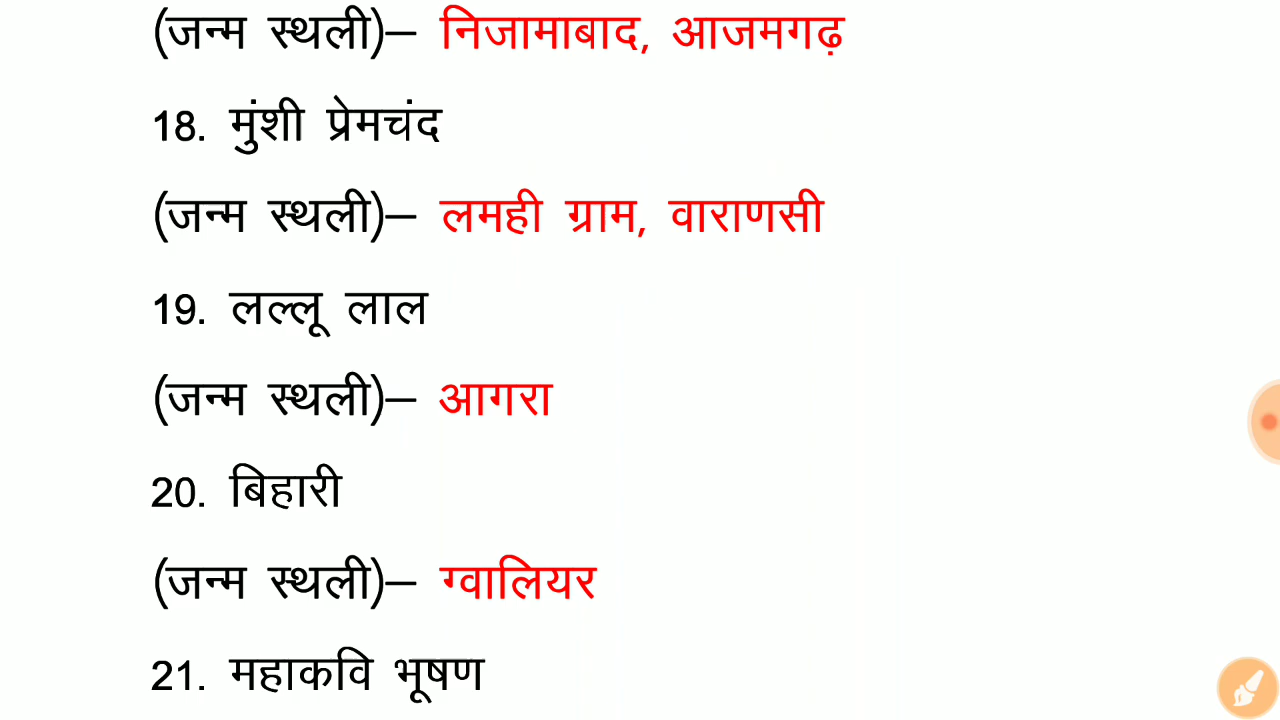 (जन्म स्थली)– निजामाबाद, आजमगढ़
18. मुंशी प्रेमचंद
(जन्म स्थली)– लमही ग्राम, वाराणसी
19. लल्लू लाल
(जन्म स्थली)– आगरा
20. बिहारी
(जन्म स्थली)– ग्वालियर
21. महाकवि भूषण